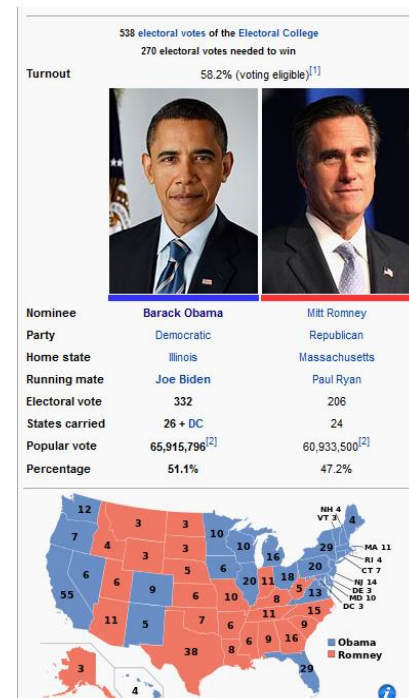 538 electoral votes of the Electoral College
270 electoral votes needed to win
Turnout 58.2% (voting eligible)[1]
Nominee Barack Obama Mitt Romney
Party Democratic Republican
Home state Illinois Massachusetts
Running mate Joe Biden Paul Ryan
Electoral vote 332 206
States carried 26 + DC 24
Popular vote 65,915,796[2] 60,933,500[2]
Percentage 51.1% 47.2%
12
3
3
10
NH 4
VT 3
4
7
4
3
3
10
16
29
MA 11
RI 4
CT 7
6
6
9
5
6
20
11
18
20
NJ 14
DE 3
MD 10
DC 3
55
6
10
8
5
13
11
5
7
6
11
15
9
38
8
6
9
16
29
Obama
Romney
3
4
i